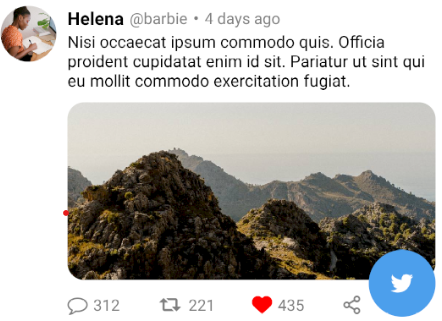 Helena @barbie • 4 days ago
Nisi occaecat ipsum commodo quis. Officia
proident cupidatat enim id sit. Pariatur ut sint qui
eu mollit commodo exercitation fugiat.
312 221 435